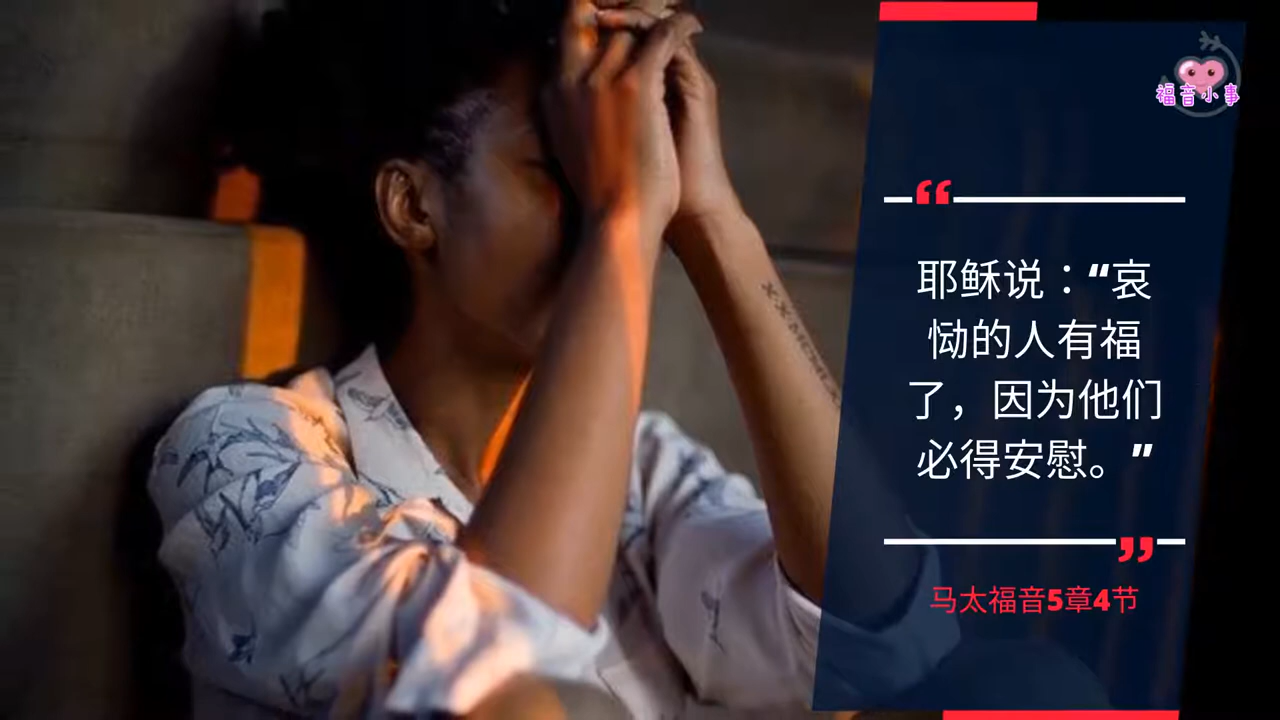 福音小事
“
耶稣说：“哀
恸的人有福
了，因为他们
必得安慰。”
”
马太福音5章4节